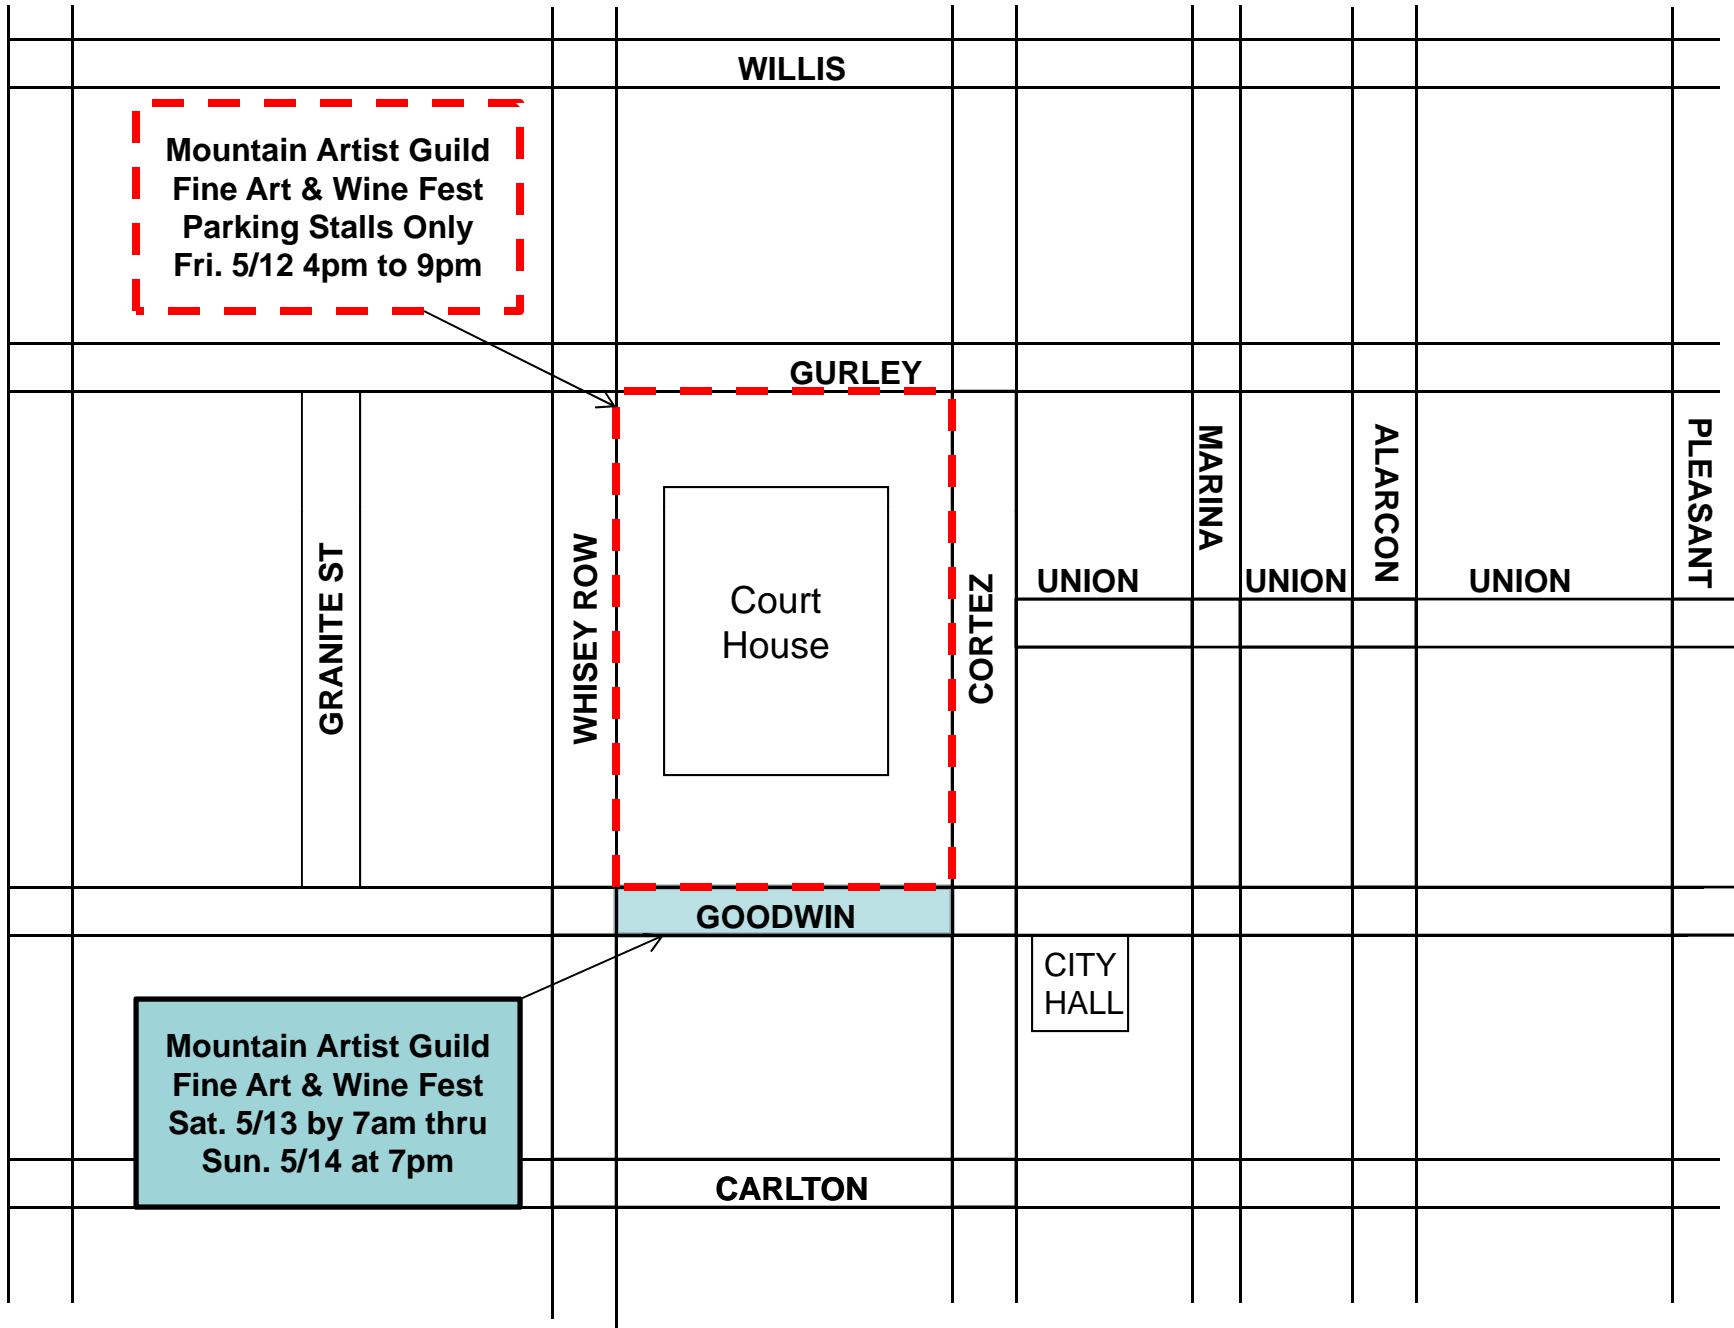 WILLIS
Mountain Artist Guild
Fine Art & Wine Fest
Parking Stalls Only
Fri. 5/12 4pm to 9pm
GURLEY
GRANITE ST
WHISEY ROW
Court
House
CORTEZ
UNION
MARINA
UNION
ALARCON
UNION
PLEASANT
GOODWIN
CITY
HALL
Mountain Artist Guild
Fine Art & Wine Fest
Sat. 5/13 by 7am thru
Sun. 5/14 at 7pm
CARLTON